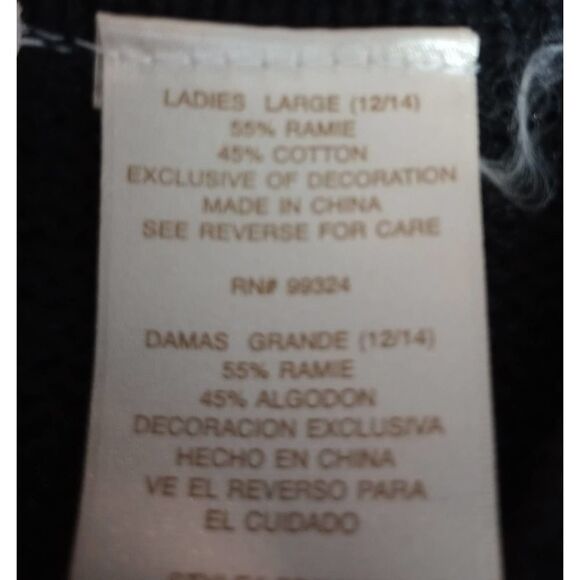 LADIES LARGE (12/14)
55% RAMIE
45% COTTON
EXCLUSIVE OF DECORATION
MADE IN CHINA
SEE REVERSE FOR CARE
RN# 99324
DAMAS GRANDE (12/14)
55% RAMIE
45% ALGODON
DECORACION EXCLUSIVA
HECHO EN CHINA
VE EL REVERSO PARA
EL CUIDADO